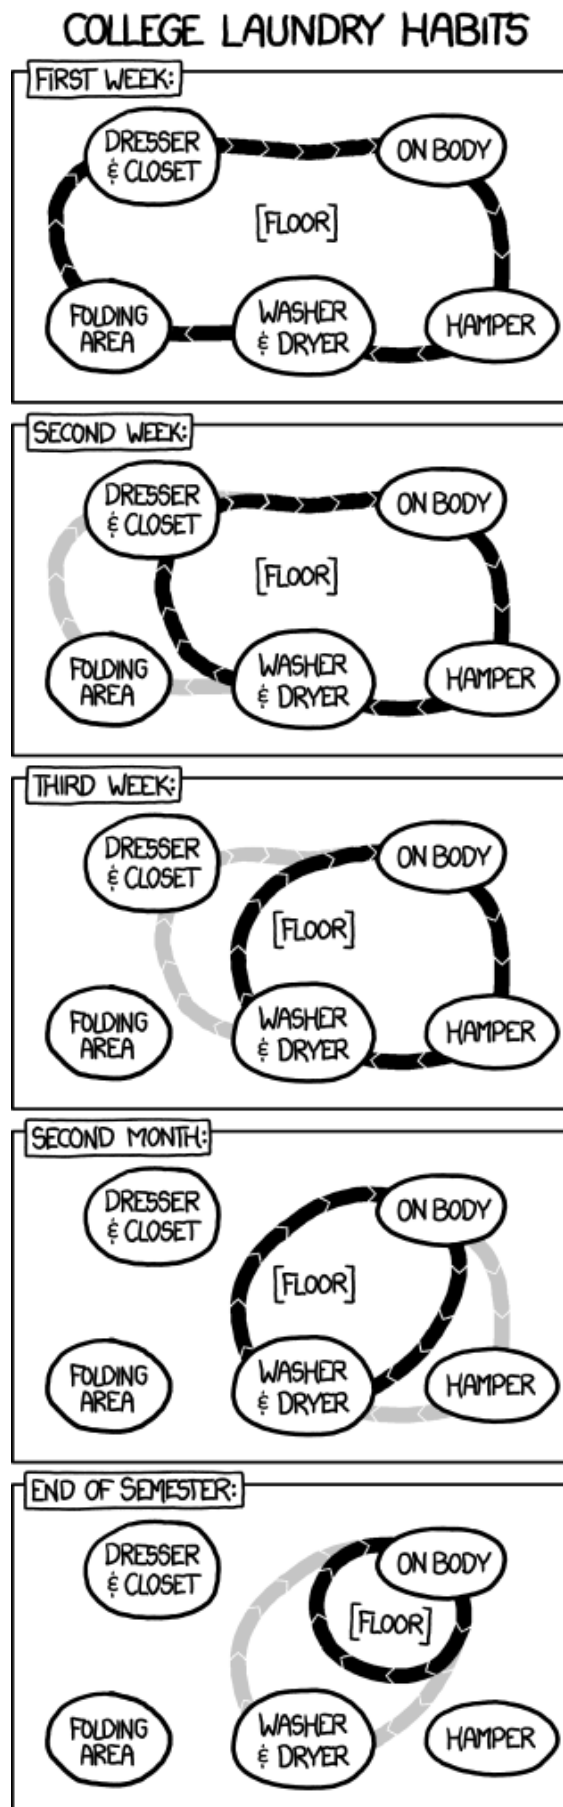 COLLEGE LAUNDRY HABITS
FIRST WEEK:
DRESSER
& CLOSET
ON BODY
[FLOOR]
FOLDING
AREA
WASHER
& DRYER
HAMPER
SECOND WEEK:
DRESSER
& CLOSET
ON BODY
[FLOOR]
FOLDING
AREA
WASHER
& DRYER
HAMPER
THIRD WEEK:
DRESSER
& CLOSET
ON BODY
[FLOOR]
FOLDING
AREA
WASHER
& DRYER
HAMPER
SECOND MONTH:
DRESSER
& CLOSET
ON BODY
[FLOOR]
FOLDING
AREA
WASHER
& DRYER
HAMPER
END OF SEMESTER:
DRESSER
& CLOSET
ON BODY
[FLOOR]
FOLDING
AREA
WASHER
& DRYER
HAMPER